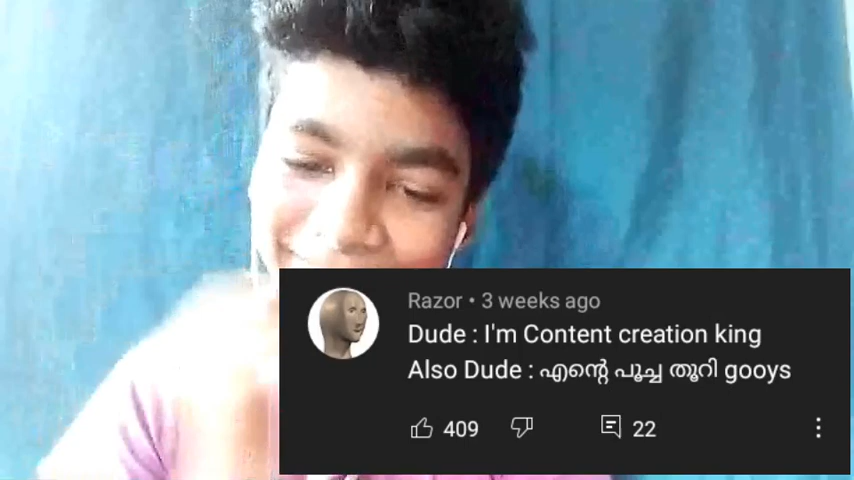 Razor • 3 weeks ago
Dude : I'm Content creation king
Also Dude : എന്റെ പൂച്ച തൂറി gooys
409 22